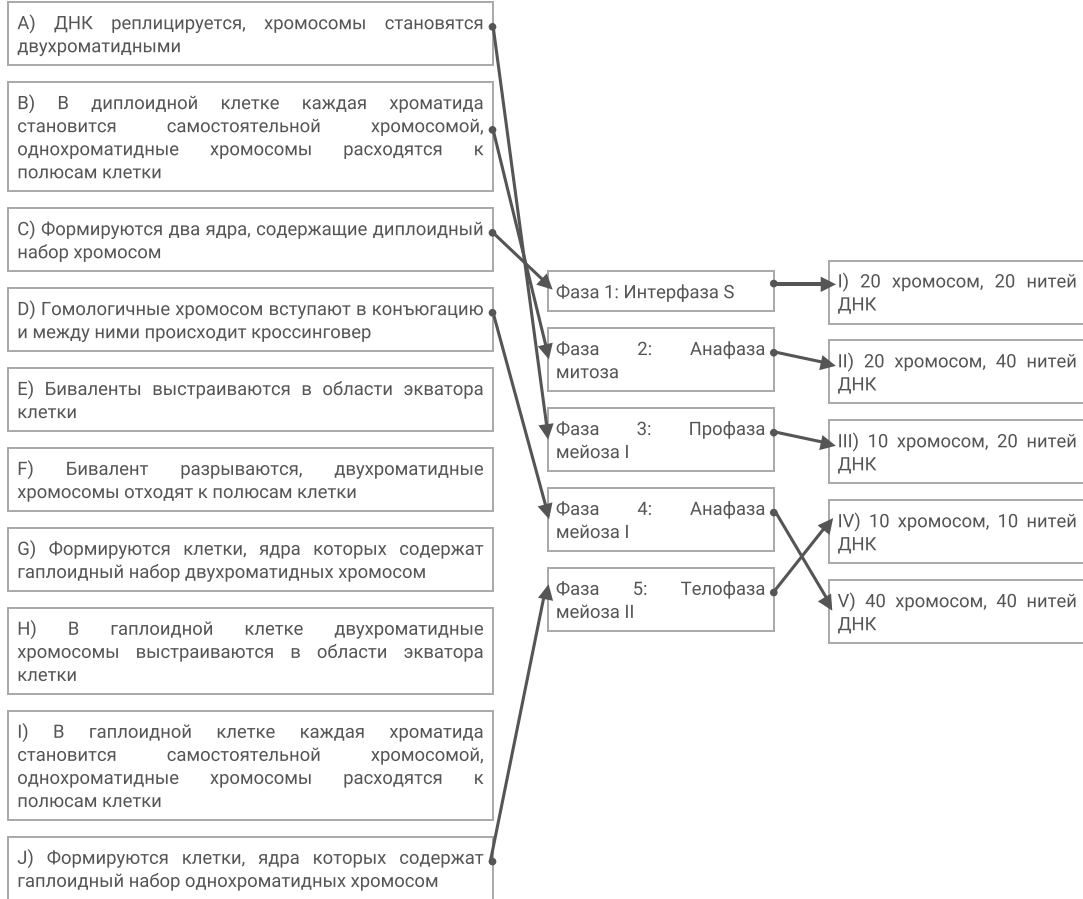 A) ДНК реплицируется, хромосомы становятся
двухроматидными
B) В диплоидной клетке каждая хроматида
становится самостоятельной хромосомой,
однохроматидные хромосомы расходятся к
полюсам клетки
C) Формируются два ядра, содержащие диплоидный
набор хромосом
D) Гомологичные хромосом вступают в конъюгацию
и между ними происходит кроссинговер
E) Биваленты выстраиваются в области экватора
клетки
F) Бивалент разрываются, двухроматидные
хромосомы отходят к полюсам клетки
G) Формируются клетки, ядра которых содержат
гаплоидный набор двухроматидных хромосом
H) В гаплоидной клетке двухроматидные
хромосомы выстраиваются в области экватора
клетки
I) В гаплоидной клетке каждая хроматида
становится самостоятельной хромосомой,
однохроматидные хромосомы расходятся к
полюсам клетки
J) Формируются клетки, ядра которых содержат
гаплоидный набор однохроматидных хромосом
Фаза 1: Интерфаза S
Фаза 2: Анафаза
митоза
Фаза 3: Профаза
мейоза I
Фаза 4: Анафаза
мейоза I
Фаза 5: Телофаза
мейоза II
I) 20 хромосом, 20 нитей
ДНК
II) 20 хромосом, 40 нитей
ДНК
III) 10 хромосом, 20 нитей
ДНК
IV) 10 хромосом, 10 нитей
ДНК
V) 40 хромосом, 40 нитей
ДНК